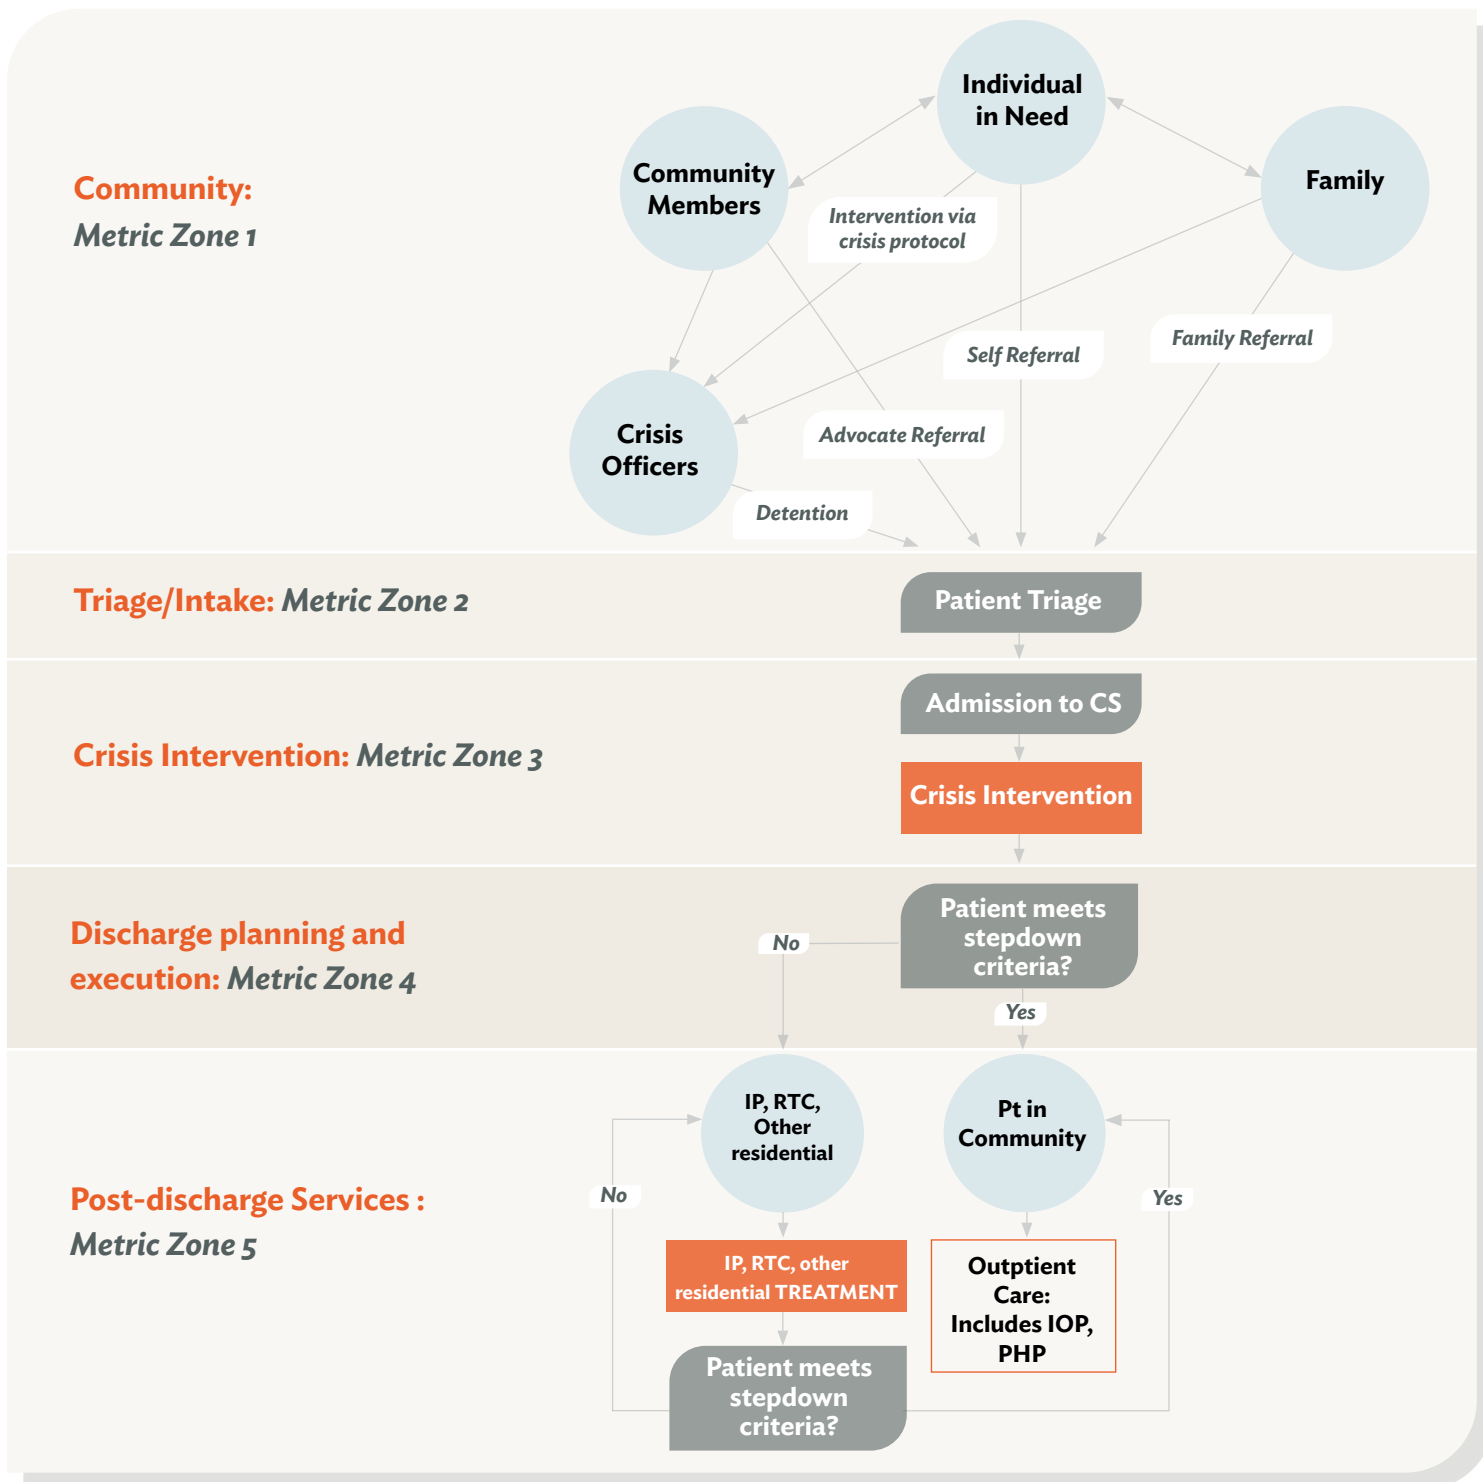 Individual
in Need
Community
Members
Family
Community:
Metric Zone 1
Intervention via
crisis protocol
Self Referral
Family Referral
Crisis
Officers
Advocate Referral
Detention
Triage/Intake: Metric Zone 2
Patient Triage
Admission to CS
Crisis Intervention: Metric Zone 3
Crisis Intervention
Discharge planning and
execution: Metric Zone 4
Patient meets
stepdown
criteria?
No
Yes
IP, RTC,
Other
residential
Pt in
Community
Post-discharge Services :
Metric Zone 5
No
Yes
IP, RTC, other
residential TREATMENT
Outptient
Care:
Includes IOP,
PHP
Patient meets
stepdown
criteria?